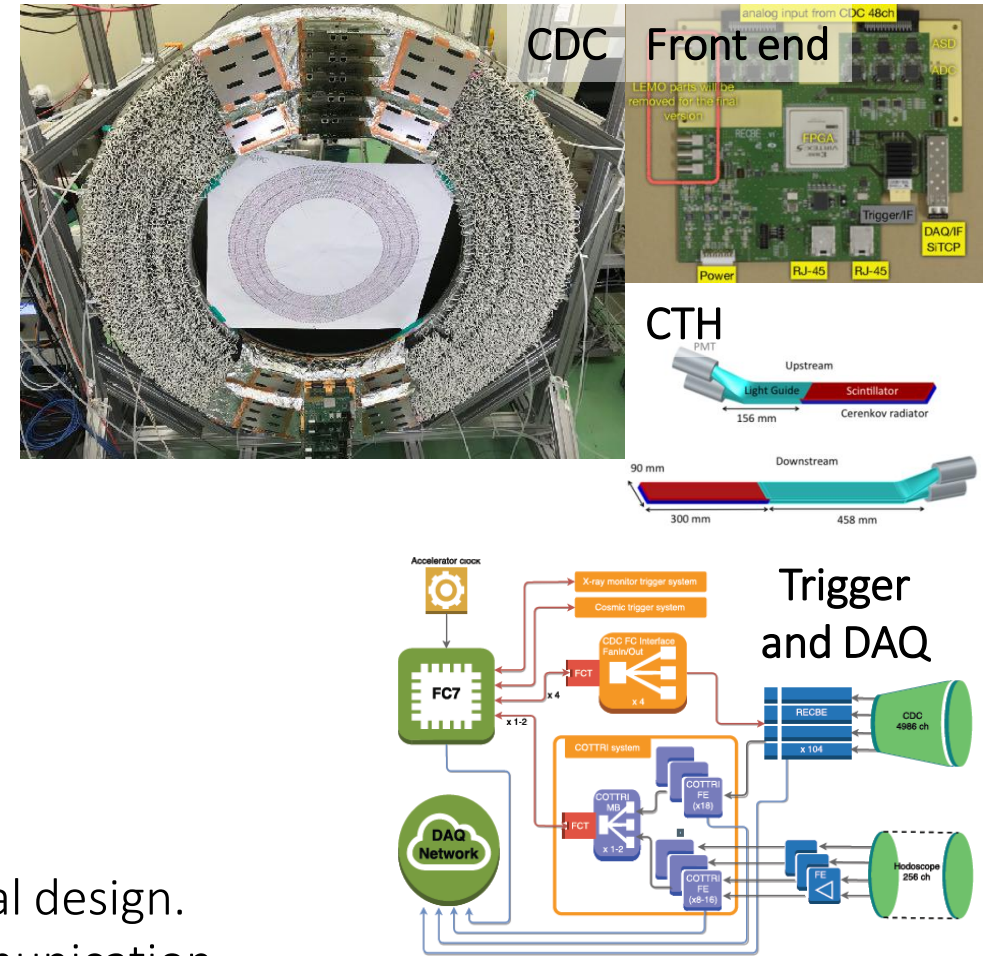 CDC
Front end
analog input from CDC 48ch
ASD
ADC
LEMO parts will be
removed for the final
version
RECBE
FPGA
VIRTEX 5
Trigger/IF
DAQ/IF
SiTCP
Power
RJ-45
RJ-45
CTH
PMT
Upstream
Light Guide
Scintillator
156 mm
Cerenkov radiator
Downstream
90 mm
300 mm
458 mm
Trigger
and DAQ
Accelerator clock
X-ray monitor trigger system
Cosmic trigger system
CDC FC Interface
FanIn/Out
FC7
FCT
x 4
x 4
x 1-2
RECBE
x 104
CDC
4986 ch
COTTRI system
COTTRI
FE
(x18)
COTTRI
MB
x 1-2
FCT
DAQ
Network
COTTRI
FE
(x8-16)
FE
Hodoscope
256 ch
al design.